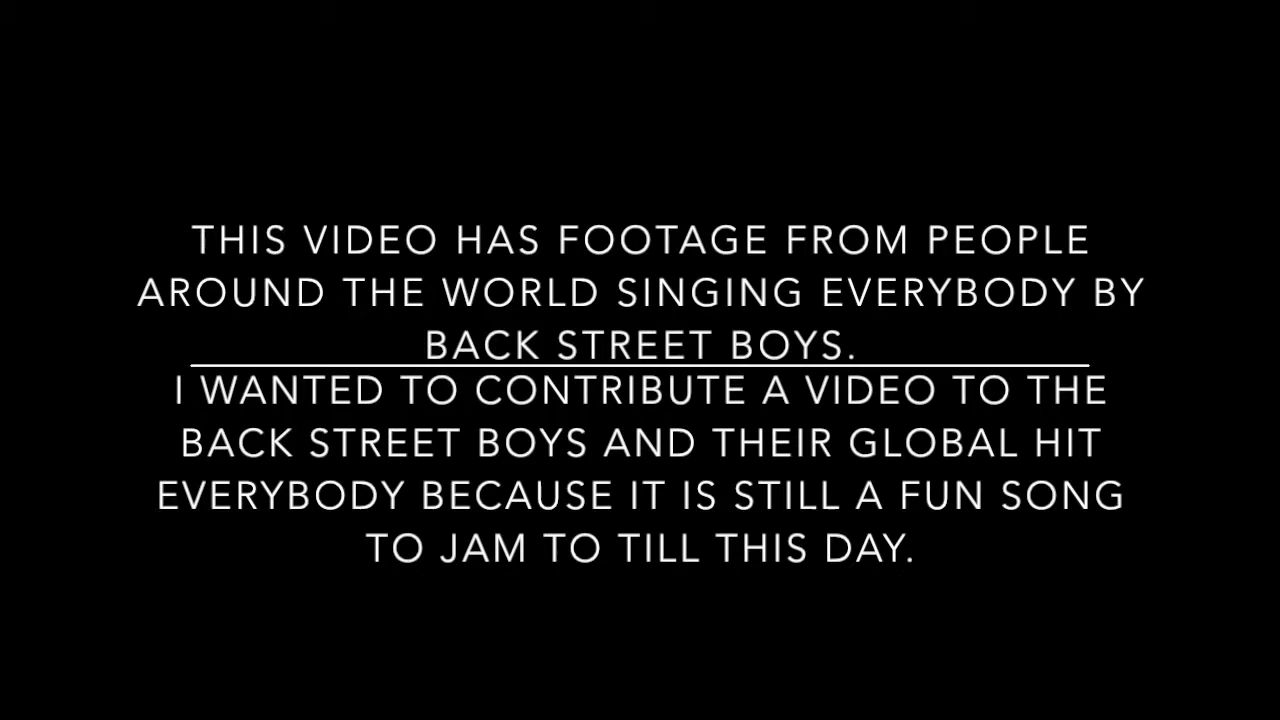 THIS VIDEO HAS FOOTAGE FROM PEOPLE
AROUND THE WORLD SINGING EVERYBODY BY
BACK STREET BOYS.
I WANTED TO CONTRIBUTE A VIDEO TO THE
BACK STREET BOYS AND THEIR GLOBAL HIT
EVERYBODY BECAUSE IT IS STILL A FUN SONG
TO JAM TO TILL THIS DAY.